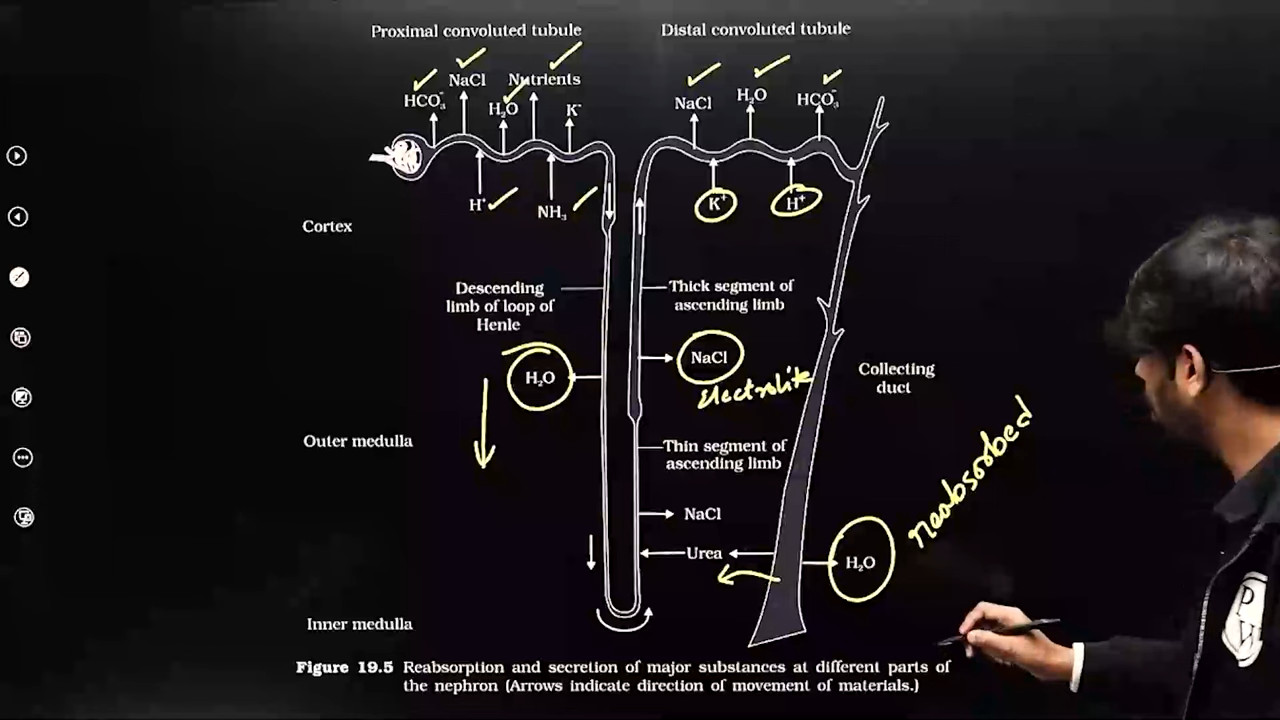 Proximal convoluted tubule
Distal convoluted tubule
HCO₃⁻
NaCl
H₂O
Nutrients
K⁺
NaCl
H₂O
HCO₃⁻
H⁺
NH₃
K⁺
H⁺
Cortex
Descending
limb of loop of
Henle
Thick segment of
ascending limb
H₂O
NaCl
Electrolite
Collecting
duct
Outer medulla
Thin segment of
ascending limb
reabsorbed
NaCl
Urea
H₂O
Inner medulla
Figure 19.5 Reabsorption and secretion of major substances at different parts of
the nephron (Arrows indicate direction of movement of materials.)
P
W